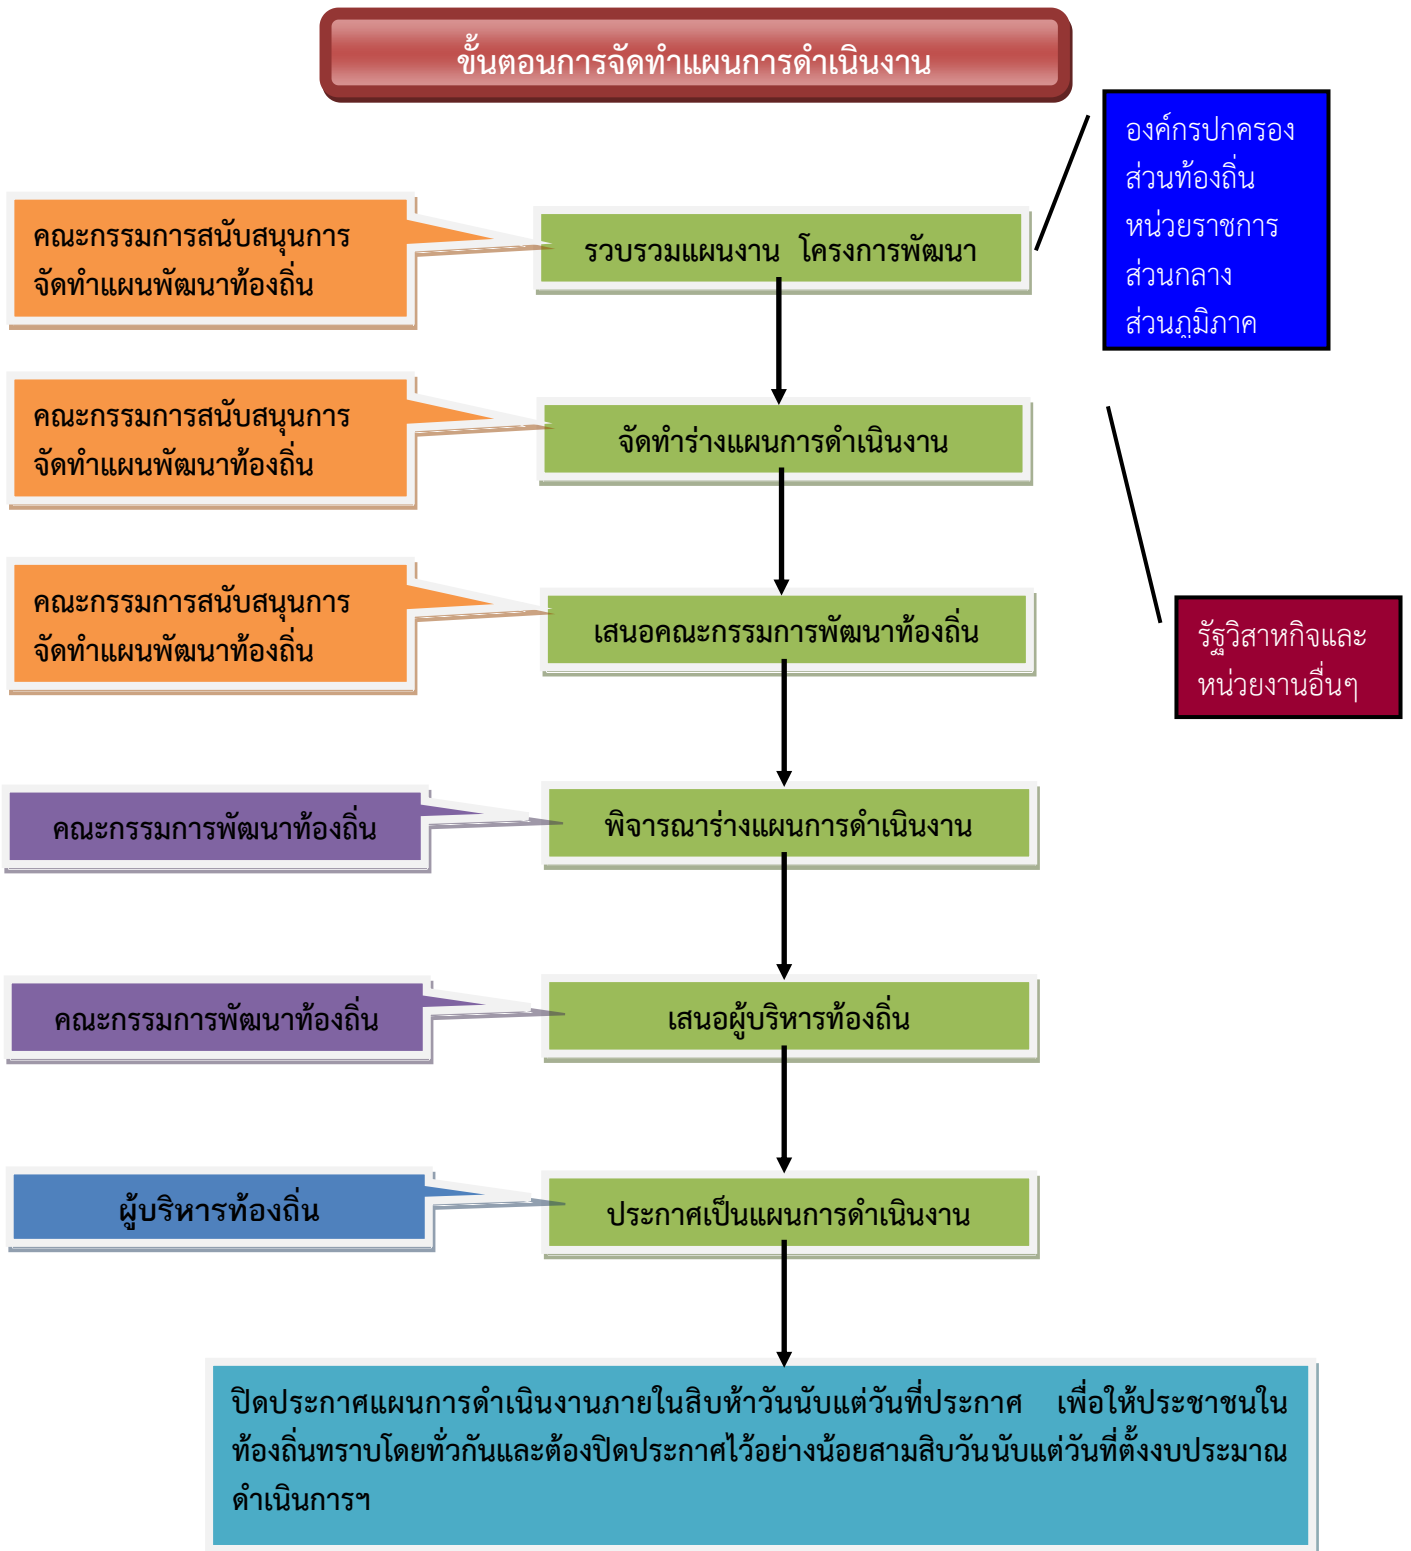 ขั้นตอนการจัดทำแผนการดำเนินงาน
องค์กรปกครอง
ส่วนท้องถิ่น
หน่วยราชการ
ส่วนกลาง
ส่วนภูมิภาค
คณะกรรมการสนับสนุนการ
จัดทำแผนพัฒนาท้องถิ่น
รวบรวมแผนงาน โครงการพัฒนา
คณะกรรมการสนับสนุนการ
จัดทำแผนพัฒนาท้องถิ่น
จัดทำร่างแผนการดำเนินงาน
คณะกรรมการสนับสนุนการ
จัดทำแผนพัฒนาท้องถิ่น
เสนอคณะกรรมการพัฒนาท้องถิ่น
รัฐวิสาหกิจและ
หน่วยงานอื่นๆ
คณะกรรมการพัฒนาท้องถิ่น
พิจารณาร่างแผนการดำเนินงาน
คณะกรรมการพัฒนาท้องถิ่น
เสนอผู้บริหารท้องถิ่น
ผู้บริหารท้องถิ่น
ประกาศเป็นแผนการดำเนินงาน
ปิดประกาศแผนการดำเนินงานภายในสิบห้าวันนับแต่วันที่ประกาศ เพื่อให้ประชาชนใน
ท้องถิ่นทราบโดยทั่วกันและต้องปิดประกาศไว้อย่างน้อยสามสิบวันนับแต่วันที่ตั้งงบประมาณ
ดำเนินการฯ